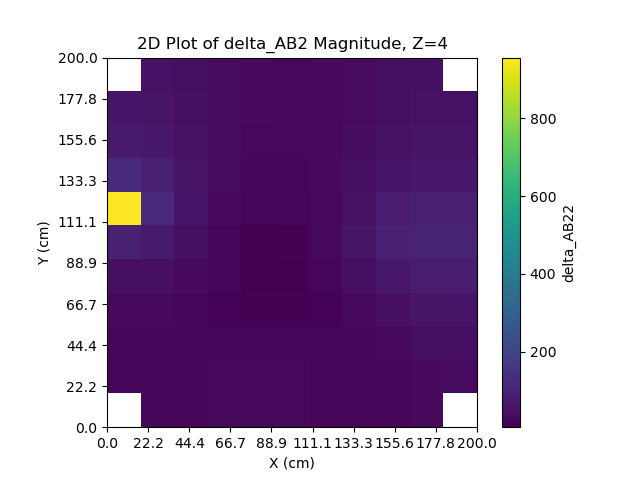 2D Plot of delta_AB2 Magnitude, Z=4
200.0
177.8
155.6
133.3
111.1
88.9
66.7
44.4
22.2
0.0
Y (cm)
0.0 22.2 44.4 66.7 88.9 111.1 133.3 155.6 177.8 200.0
X (cm)
800
600
400
200
delta_AB22